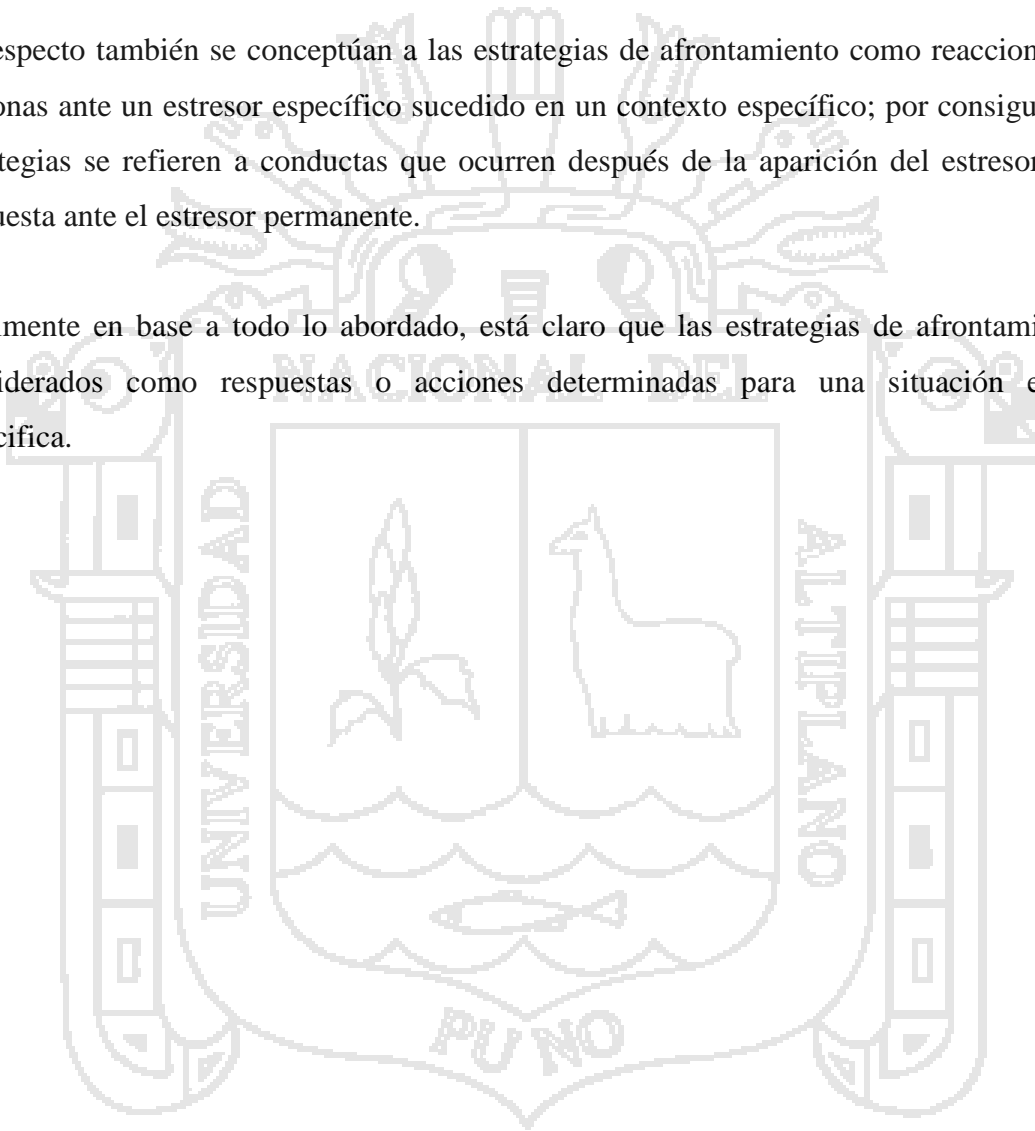 especto también se conceptúan a las estrategias de afrontamiento como reaccion
onas ante un estresor específico sucedido en un contexto específico; por consigu
tegias se refieren a conductas que ocurren después de la aparición del estresor
uesta ante el estresor permanente.
lmente en base a todo lo abordado, está claro que las estrategias de afrontami
iderados como respuestas o acciones determinadas para una situación e
cifica.
NACIONAL DEL
UNIVERSIDAD
ALTIPLANO
PUNO